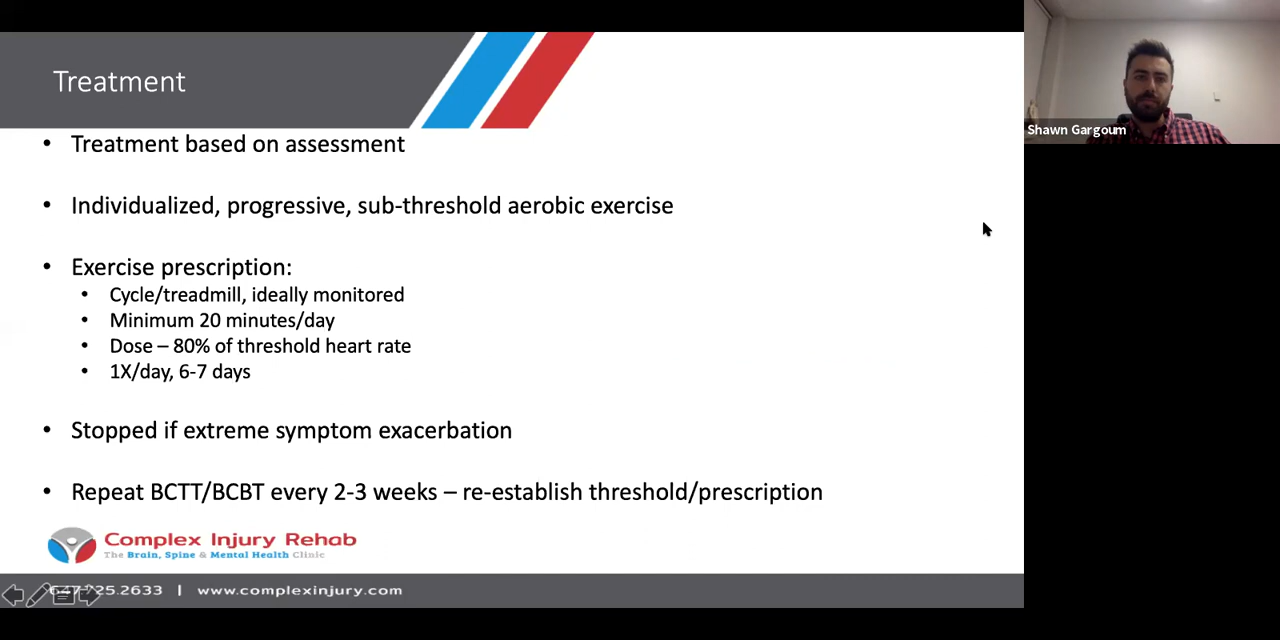 Treatment
Treatment based on assessment
Individualized, progressive, sub-threshold aerobic exercise
Exercise prescription:
Cycle/treadmill, ideally monitored
Minimum 20 minutes/day
Dose – 80% of threshold heart rate
1X/day, 6-7 days
Stopped if extreme symptom exacerbation
Repeat BCTT/BCBT every 2-3 weeks – re-establish threshold/prescription
Complex Injury Rehab
The Brain, Spine & Mental Health Clinic
| www.complexinjury.com
Shawn Gargoum